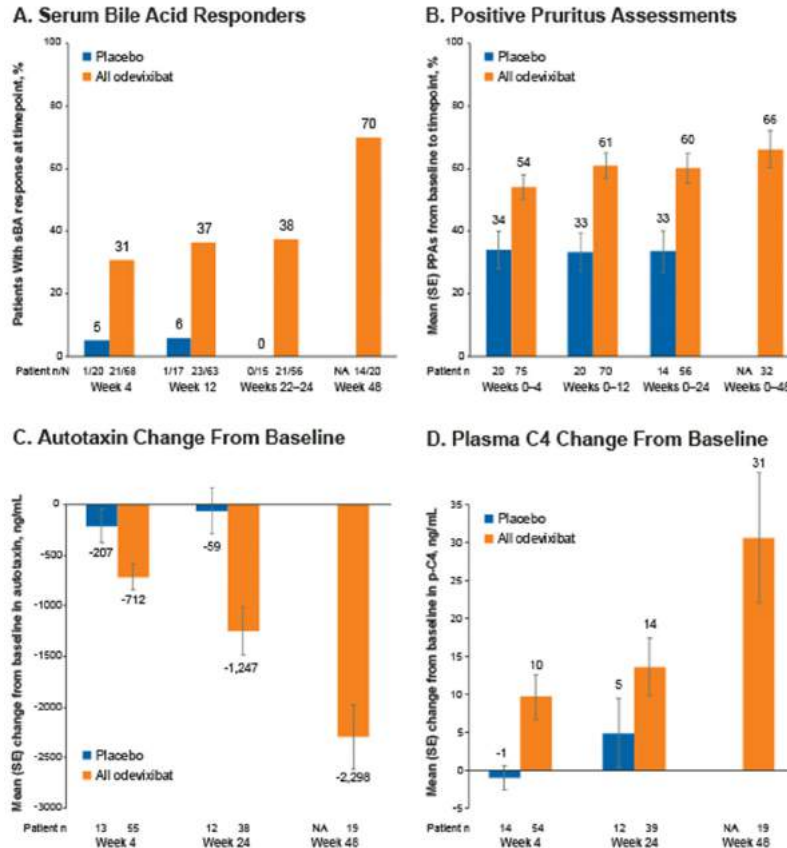 A. Serum Bile Acid Responders
Placebo
All odevixibat
Patients With sBA response at timepoint, %
100
80
60
40
20
0
5
31
6
37
0
38
70
Patient n/N 1/20 21/68 1/17 23/63 0/15 21/56 NA 14/20
Week 4 Week 12 Weeks 22–24 Week 48
B. Positive Pruritus Assessments
Placebo
All odevixibat
Mean (SE) PPAs from baseline to timepoint, %
100
80
60
40
20
0
34
54
33
61
33
60
66
Patient n 20 75 20 70 14 56 NA 32
Weeks 0–4 Weeks 0–12 Weeks 0–24 Weeks 0–48
C. Autotaxin Change From Baseline
Mean (SE) change from baseline in autotaxin, ng/mL
0
-500
-1000
-1500
-2000
-2500
-3000
-207
-712
-59
-1,247
-2,298
Placebo
All odevixibat
Patient n 13 55 12 38 NA 19
Week 4 Week 24 Week 48
D. Plasma C4 Change From Baseline
Placebo
All odevixibat
Mean (SE) change from baseline in p-C4, ng/mL
35
30
25
20
15
10
5
0
-5
-1
10
5
14
31
Patient n 14 54 12 39 NA 19
Week 4 Week 24 Week 48